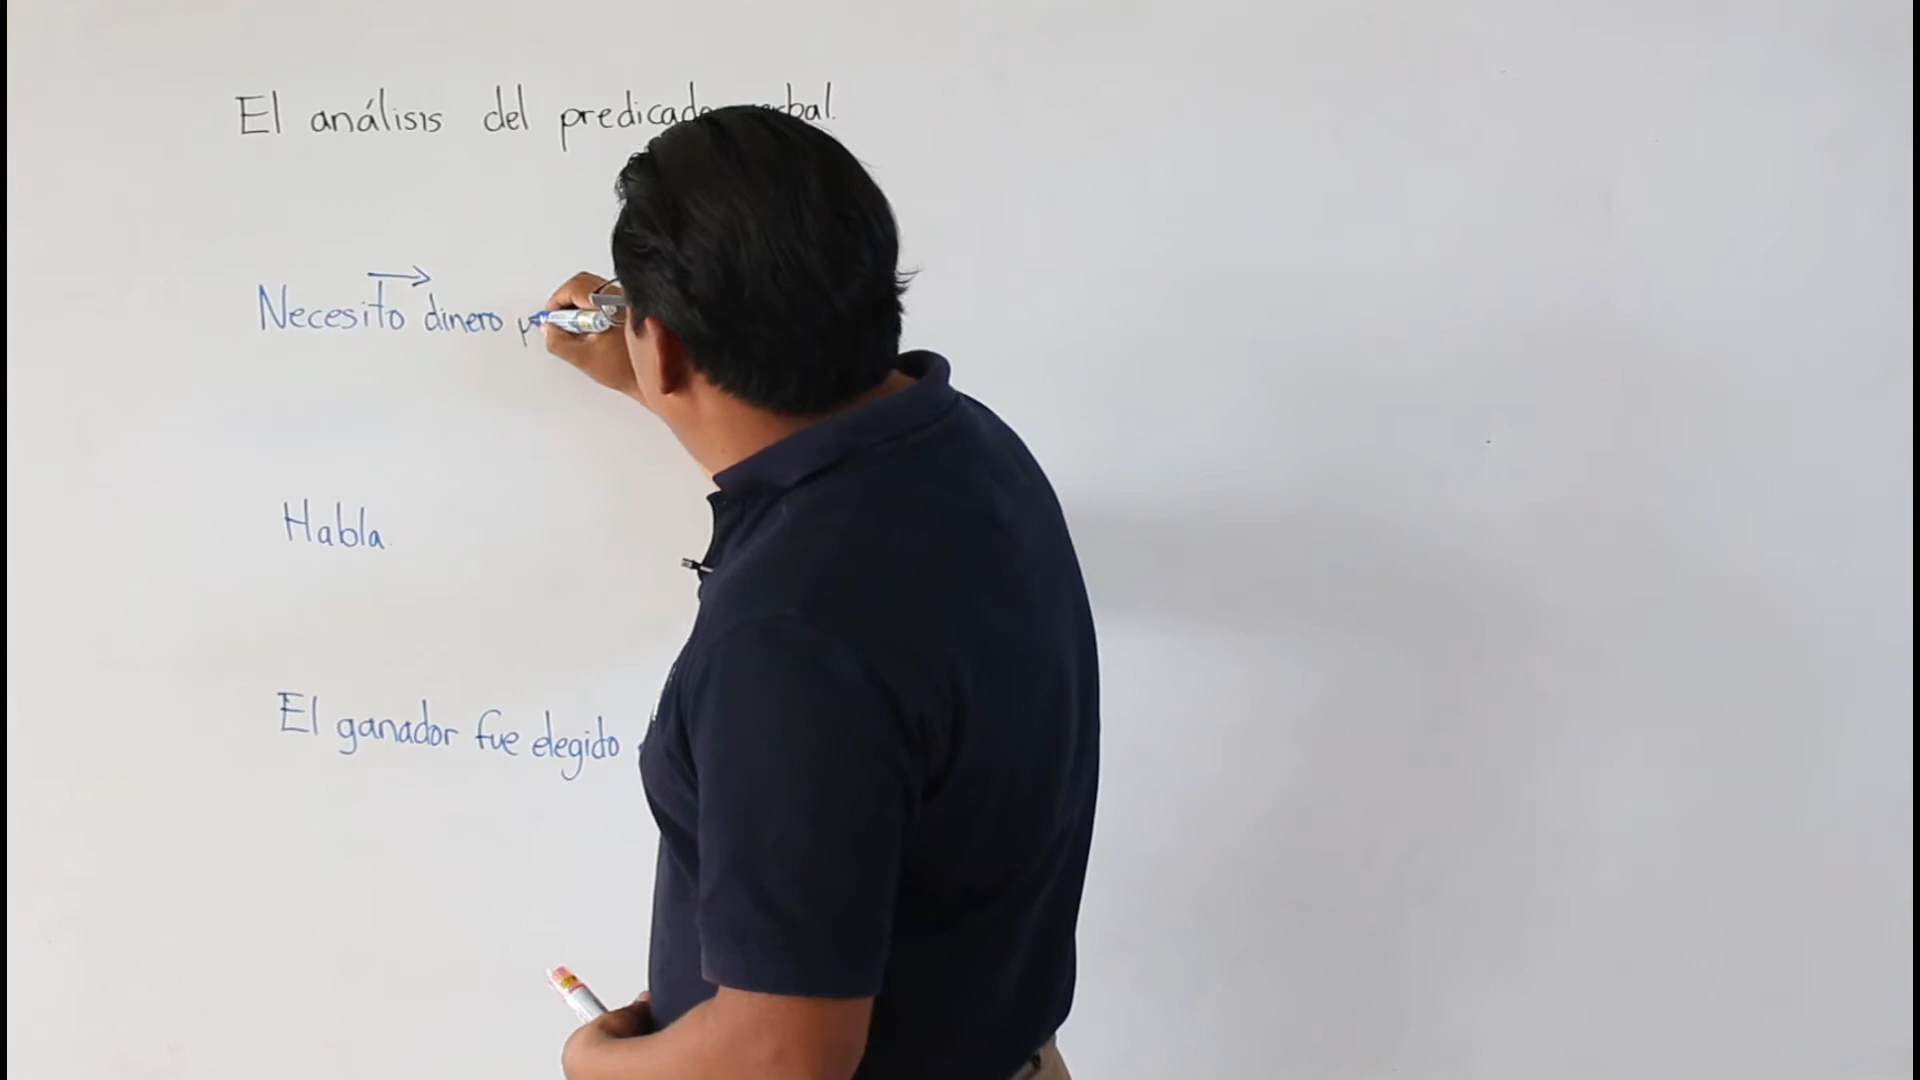 El análisis del predicado verbal.
Necesito dinero
Habla.
El ganador fue elegido